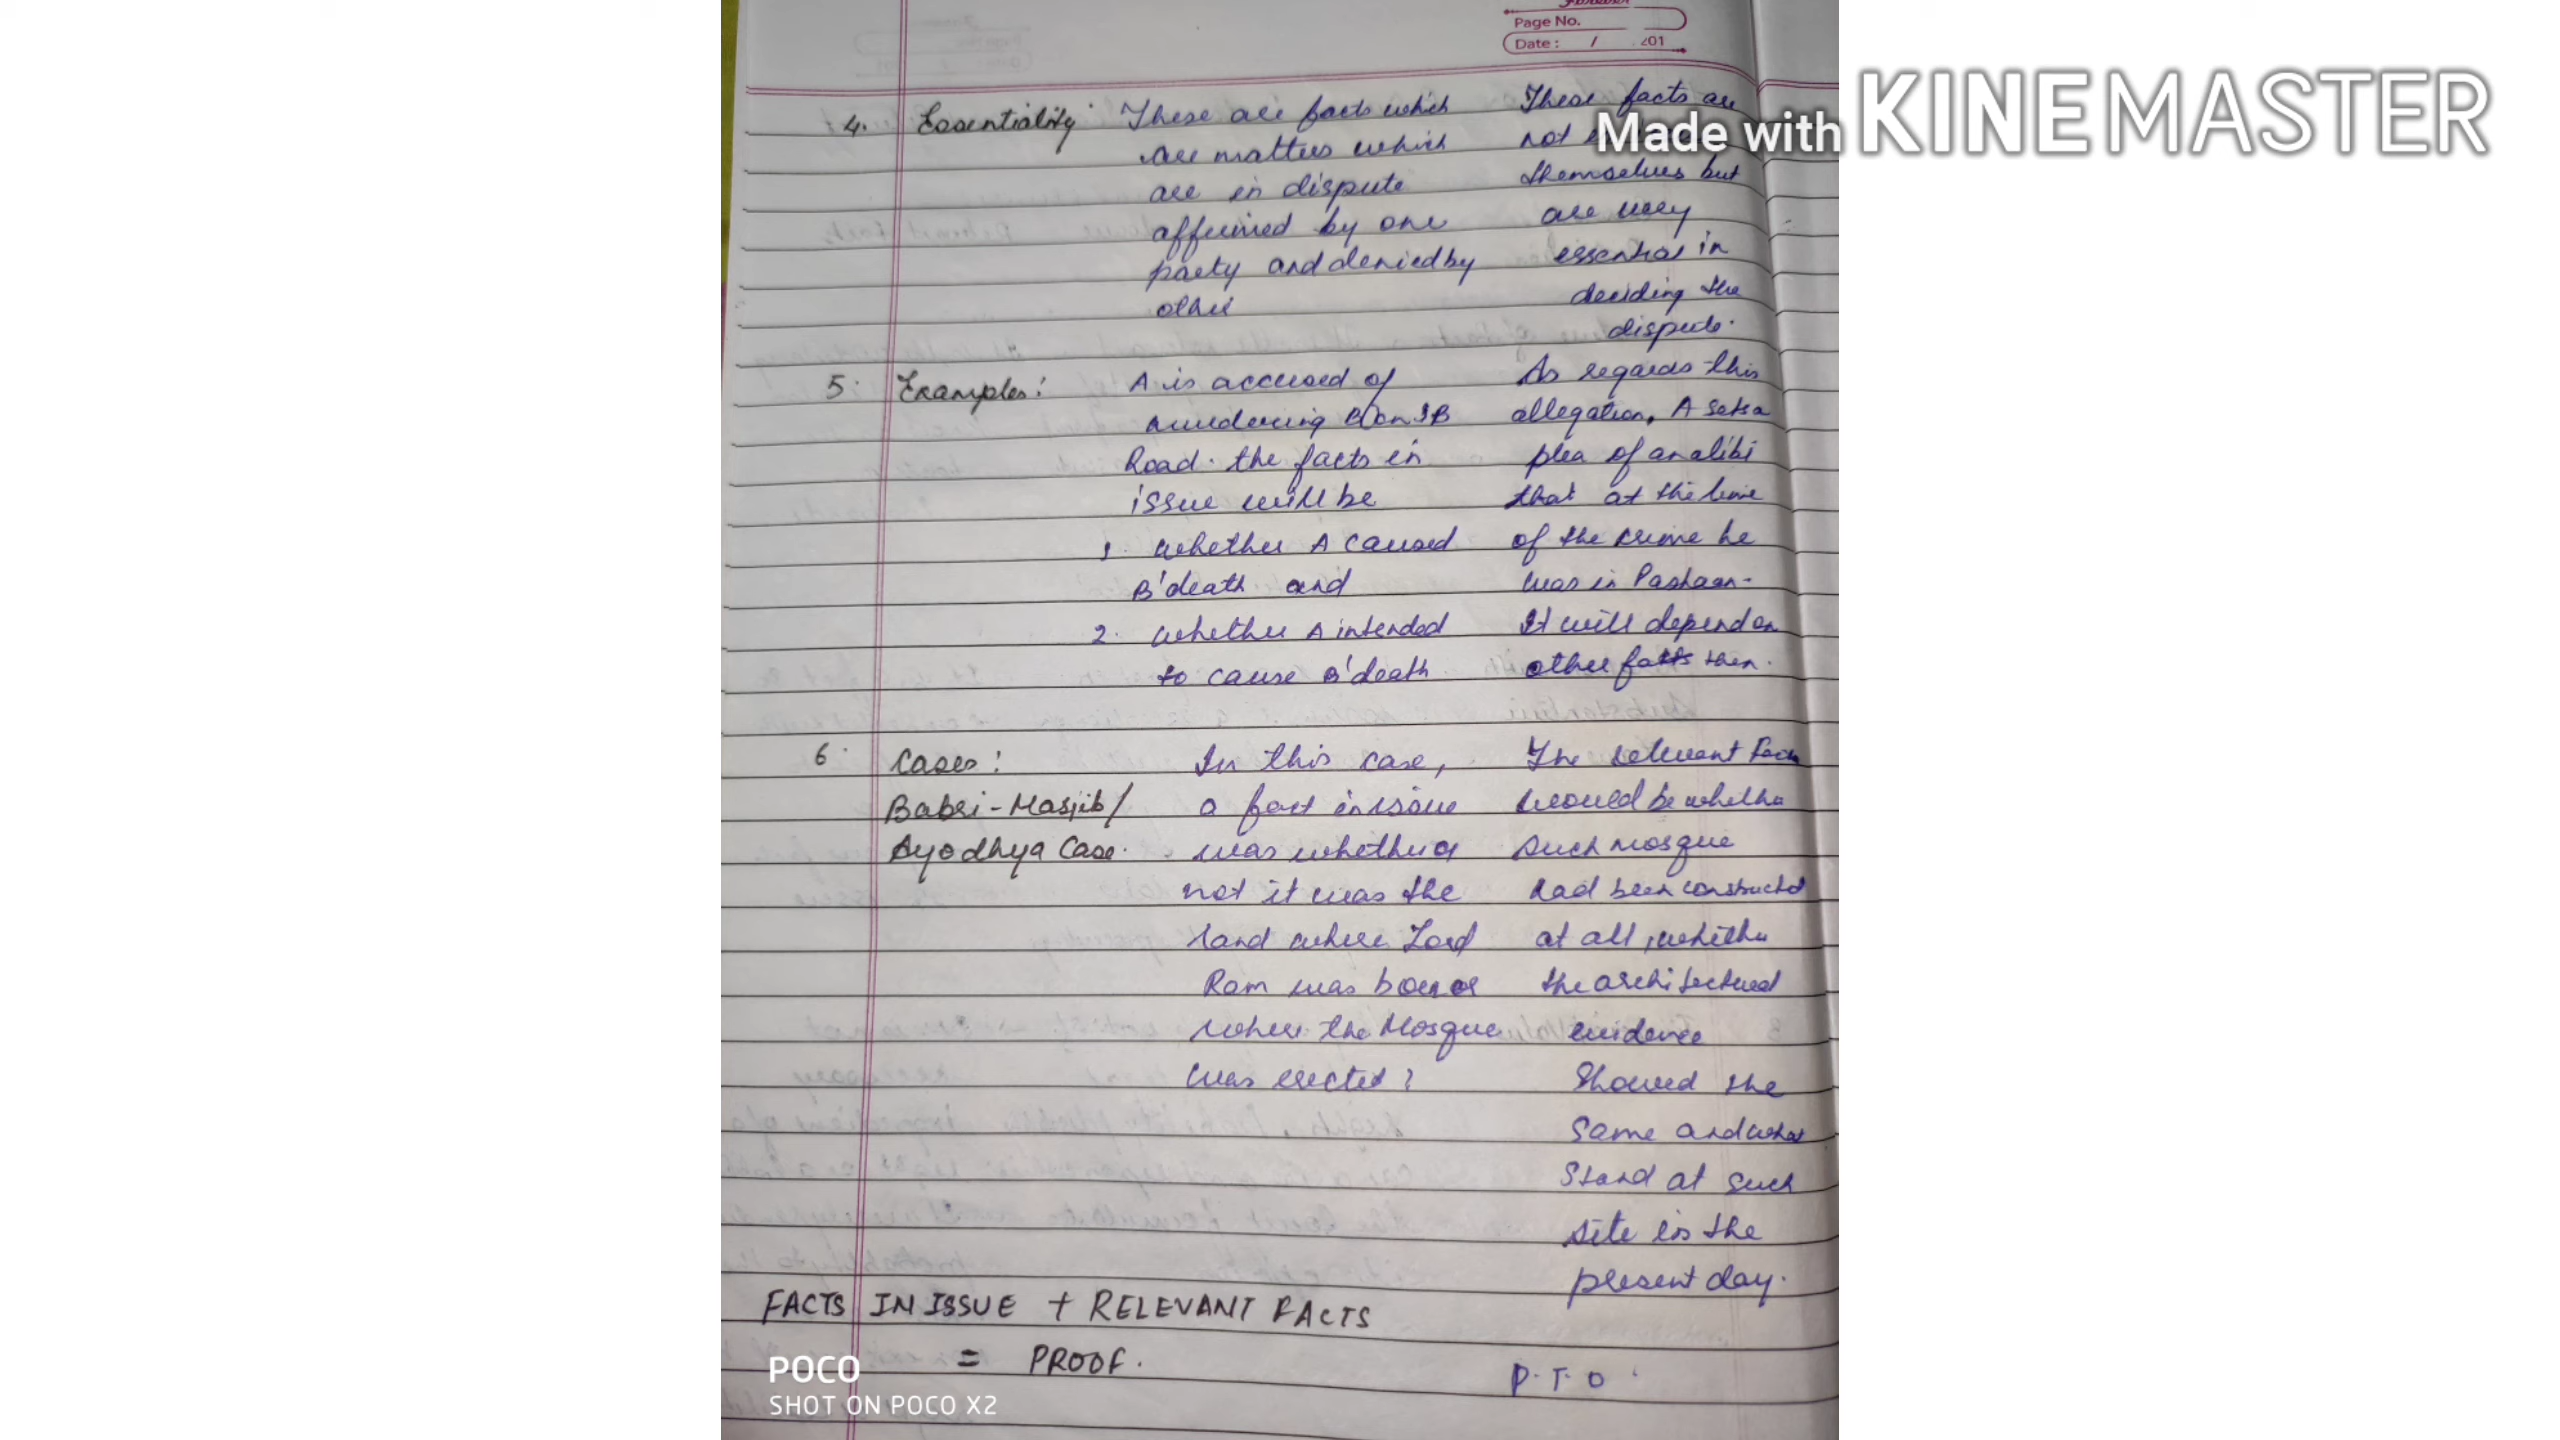 Page No.
Date: / 201
Made with KINEMASTER
4. Essentiality These are facts which These facts are
are matters which not
are in dispute themselves but
affirmed by one are very
party and denied by essential in
other deciding the
dispute.
5. Examples: A is accused of As regards this
murdering B on B allegation, A sets a
Road. the facts in plea of an alibi
issue will be that at the time
1. whether A caused of the crime he
B'death and was in Pashaan.
2. whether A intended It will depend on
to cause B'death other facts then.
6. Cases: In this case, The relevant Fact
Babri-Masjib/ a fact in issue would be whether
Ayodhya Case. was whether or such mosque
not it was the had been constructed
land where Lord at all, whether
Ram was born or the architectural
where the Mosque evidence
was erected? Showed the
Same and what
Stand at such
site in the
present day.
FACTS IN ISSUE + RELEVANT FACTS
= PROOF.
P.T.O.
POCO
SHOT ON POCO X2